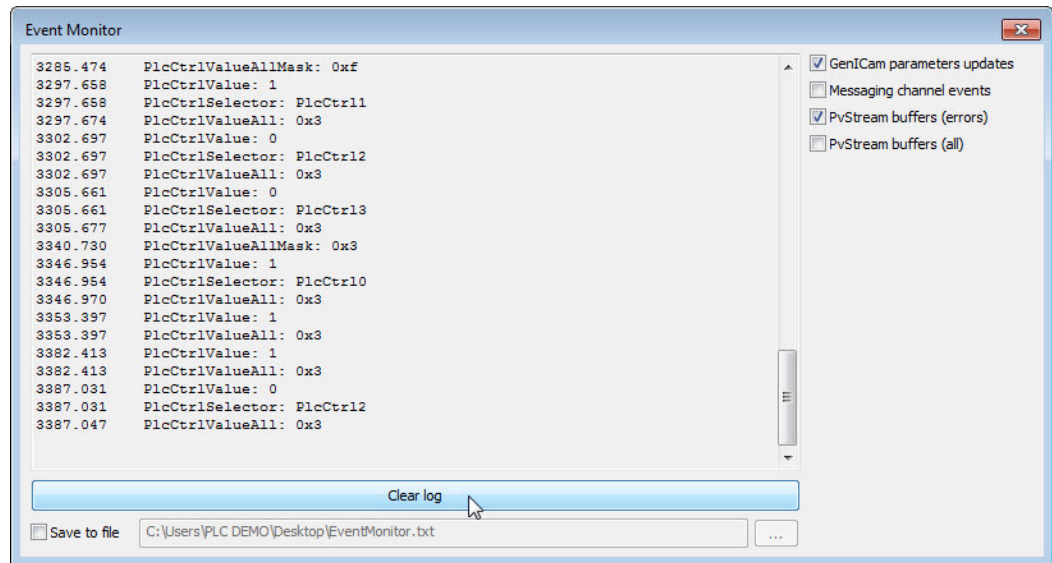 Event Monitor
3285.474 PlcCtrlValueAllMask: 0xf
3297.658 PlcCtrlValue: 1
3297.658 PlcCtrlSelector: PlcCtrl1
3297.674 PlcCtrlValueAll: 0x3
3302.697 PlcCtrlValue: 0
3302.697 PlcCtrlSelector: PlcCtrl2
3302.697 PlcCtrlValueAll: 0x3
3305.661 PlcCtrlValue: 0
3305.661 PlcCtrlSelector: PlcCtrl3
3305.677 PlcCtrlValueAll: 0x3
3340.730 PlcCtrlValueAllMask: 0x3
3346.954 PlcCtrlValue: 1
3346.954 PlcCtrlSelector: PlcCtrl0
3346.970 PlcCtrlValueAll: 0x3
3353.397 PlcCtrlValue: 1
3353.397 PlcCtrlValueAll: 0x3
3382.413 PlcCtrlValue: 1
3382.413 PlcCtrlValueAll: 0x3
3387.031 PlcCtrlValue: 0
3387.031 PlcCtrlSelector: PlcCtrl2
3387.047 PlcCtrlValueAll: 0x3
GenICam parameters updates
Messaging channel events
PvStream buffers (errors)
PvStream buffers (all)
Clear log
Save to file
C:\Users\PLC DEMO\Desktop\EventMonitor.txt
...